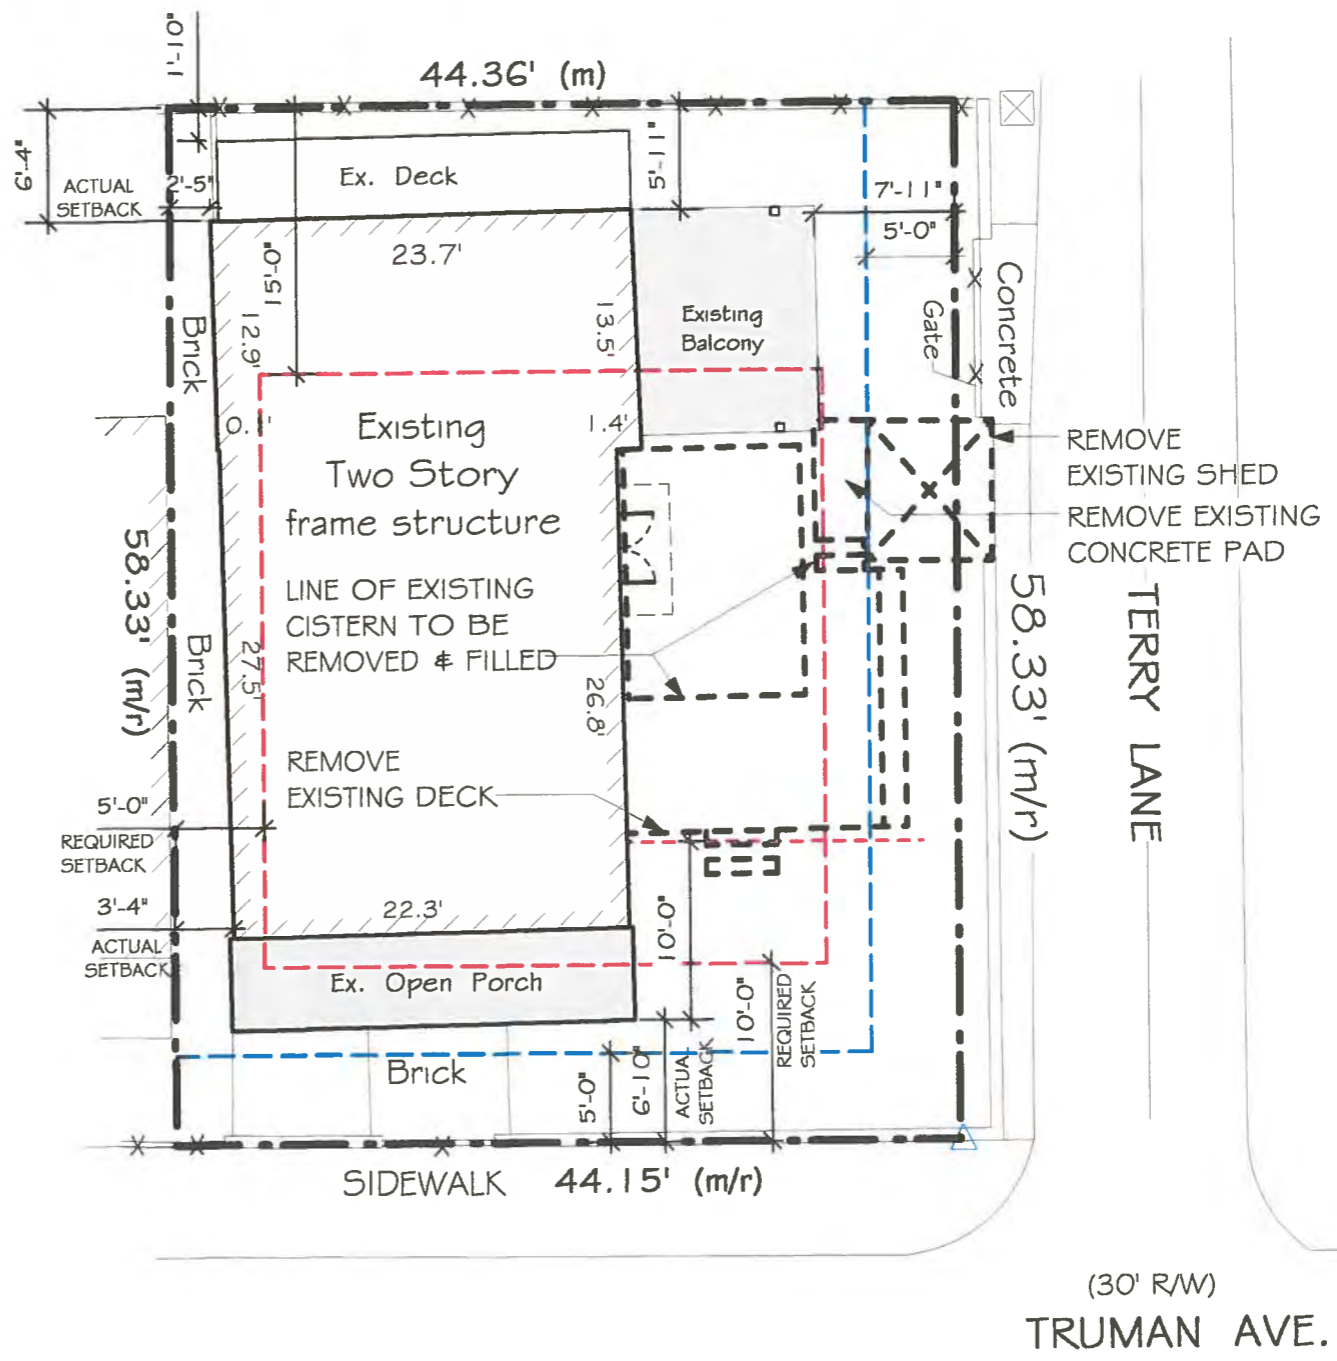 1'-10"
44.36' (m)
6'-4"
ACTUAL
SETBACK
2'-5"
Ex. Deck
5'-11"
7'-11"
5'-0"
23.7'
15'-0"
12.9'
13.5'
Existing
Balcony
Gate
Concrete
Brick
1.4'
Existing
Two Story
frame structure
REMOVE
EXISTING SHED
REMOVE EXISTING
CONCRETE PAD
58.33' (m/r)
Brick
27.5'
LINE OF EXISTING
CISTERN TO BE
REMOVED & FILLED
26.8'
58.33' (m/r)
TERRY LANE
REMOVE
EXISTING DECK
5'-0"
REQUIRED
SETBACK
3'-4"
ACTUAL
SETBACK
22.3'
10'-0"
Ex. Open Porch
10'-0"
REQUIRED
SETBACK
Brick
5'-0"
6'-10"
ACTUAL
SETBACK
SIDEWALK
44.15' (m/r)
(30' R/W)
TRUMAN AVE.